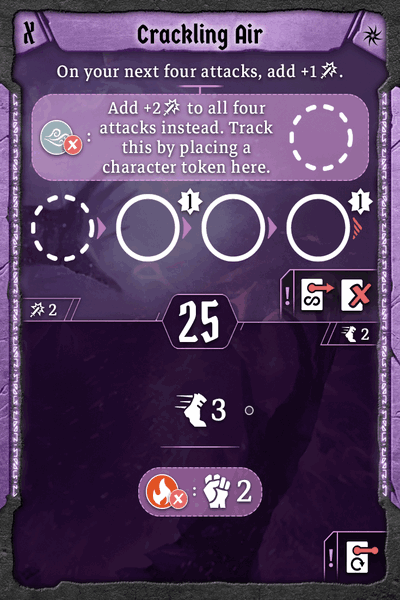 X
Crackling Air
On your next four attacks, add +1.
: Add +2 to all four
attacks instead. Track
this by placing a
character token here.
1
1
!
2
25
2
3
: 2
!